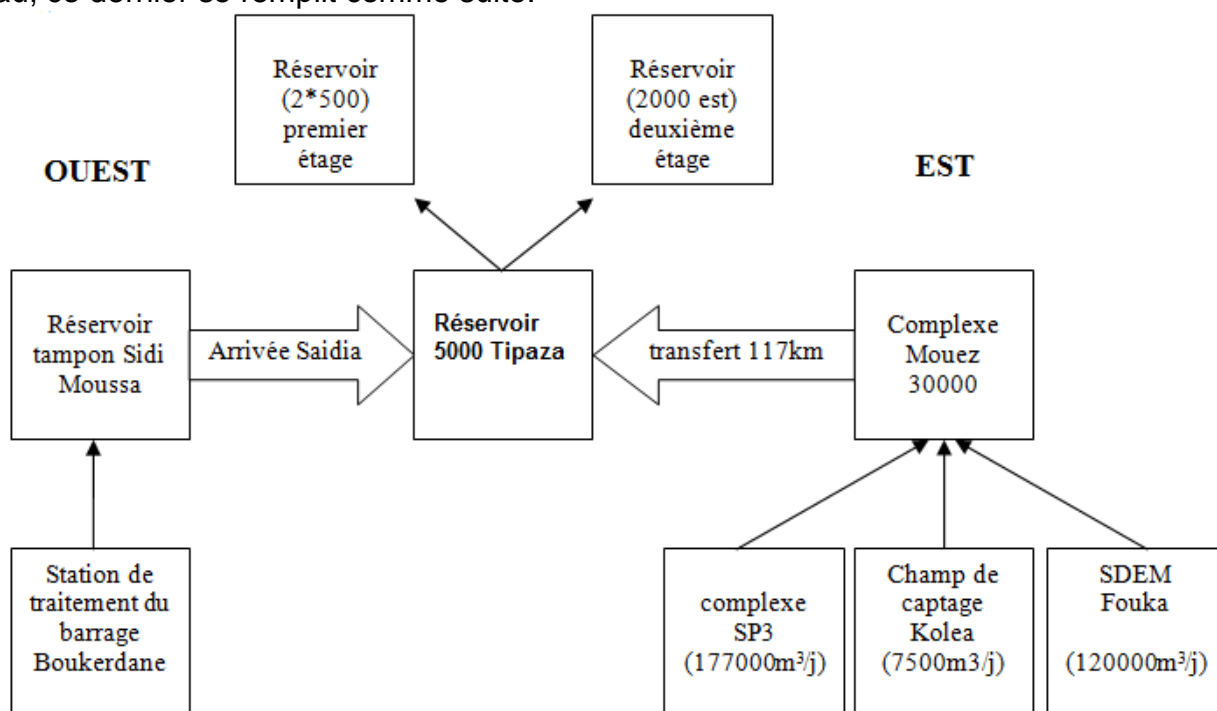 Réservoir
(2*500)
premier
étage
Réservoir
(2000 est)
deuxième
étage
OUEST
EST
Réservoir
tampon Sidi
Moussa
Arrivée Saidia
Réservoir
5000 Tipaza
transfert 117km
Complexe
Mouez
30000
Station de
traitement du
barrage
Boukerdane
complexe
SP3
(177000m³/j)
Champ de
captage
Kolea
(7500m3/j)
SDEM
Fouka
(120000m³/j)